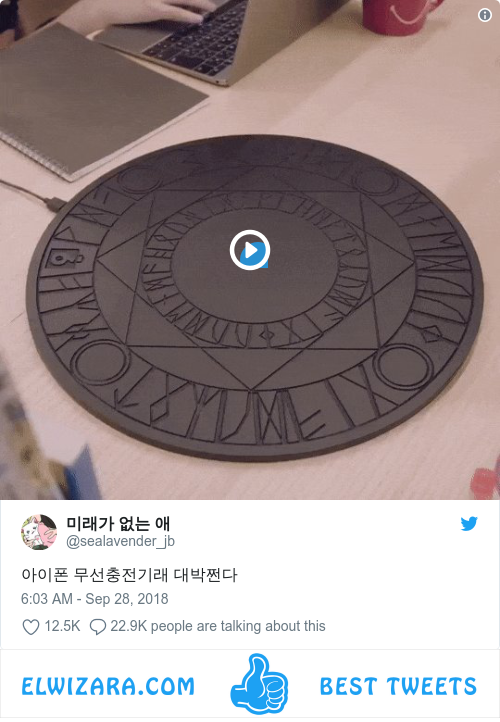 미래가 없는 애
@sealavender_jb
아이폰 무선충전기래 대박쩐다
6:03 AM - Sep 28, 2018
12.5K 22.9K people are talking about this
ELWIZARA.COM BEST TWEETS